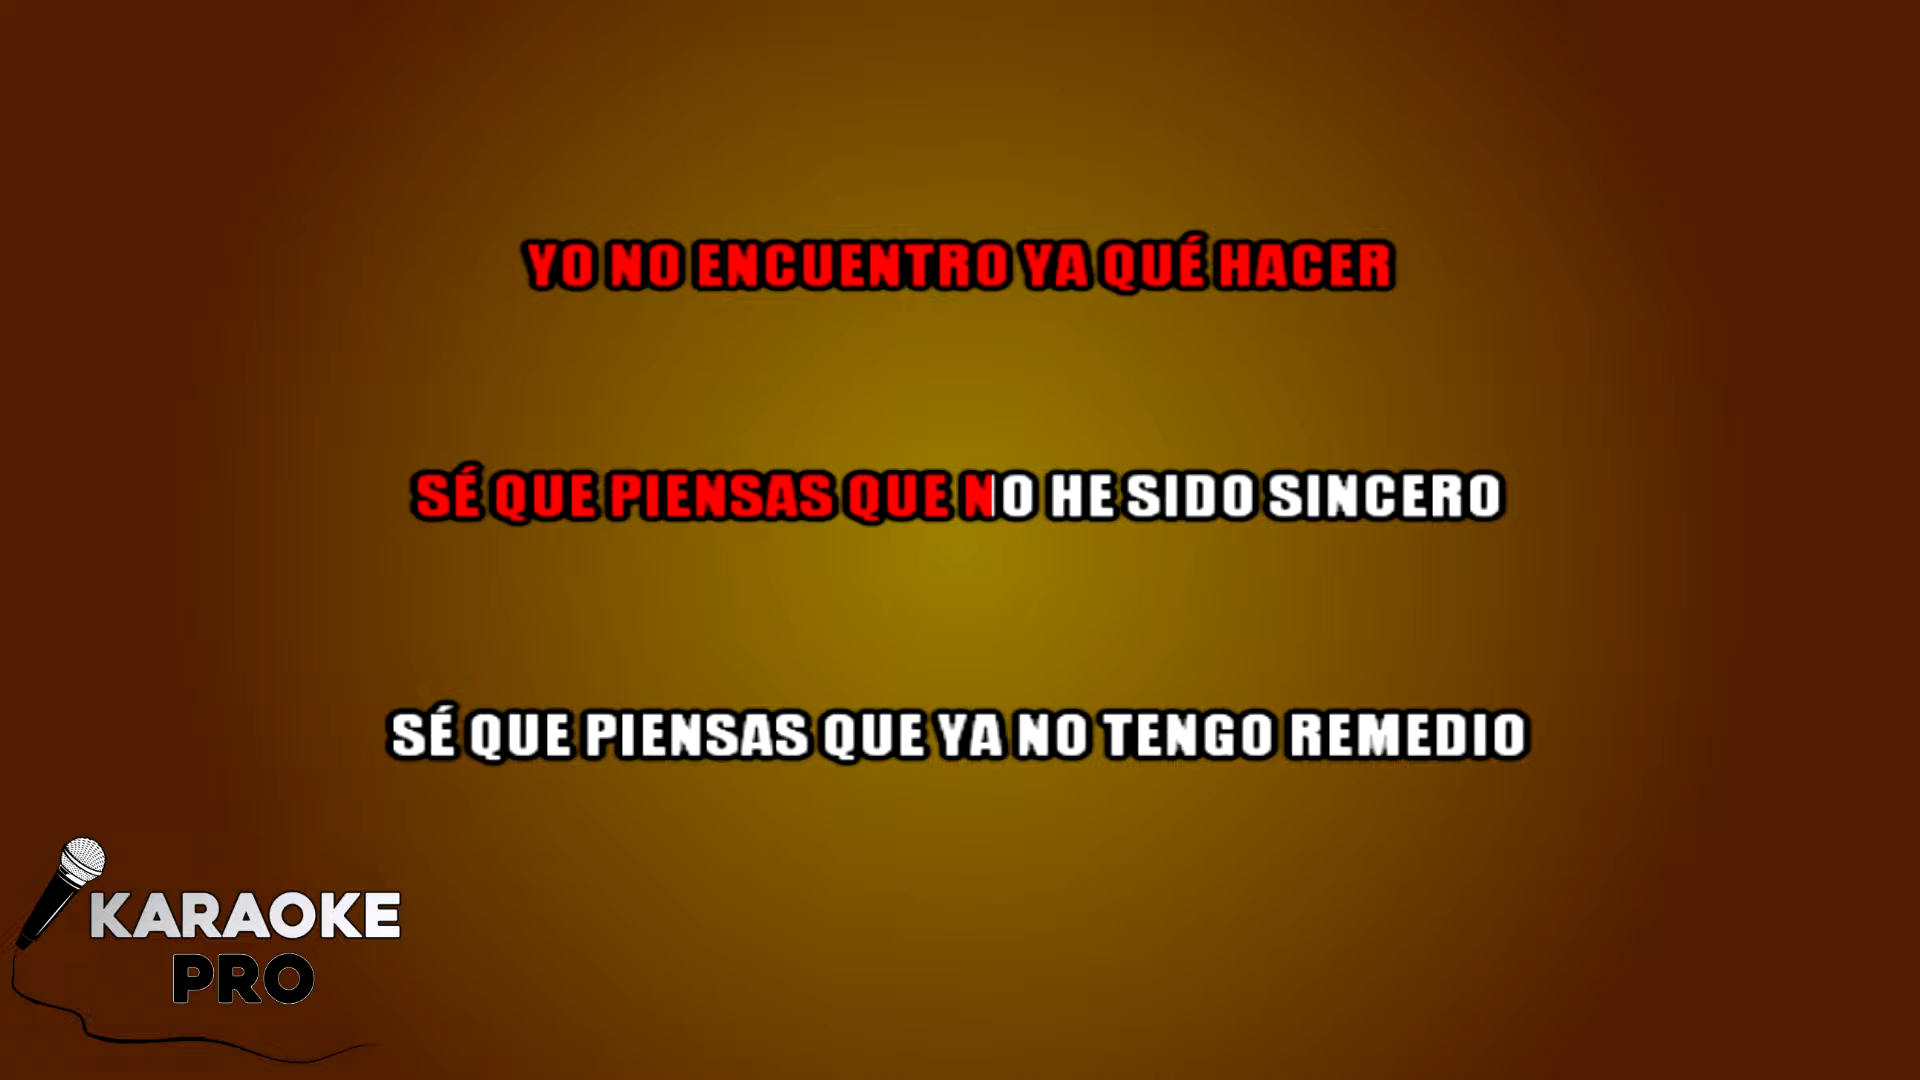 YO NO ENCUENTRO YA QUÉ HACER
SÉ QUE PIENSAS QUE NO HE SIDO SINCERO
SÉ QUE PIENSAS QUE YA NO TENGO REMEDIO
KARAOKE
PRO